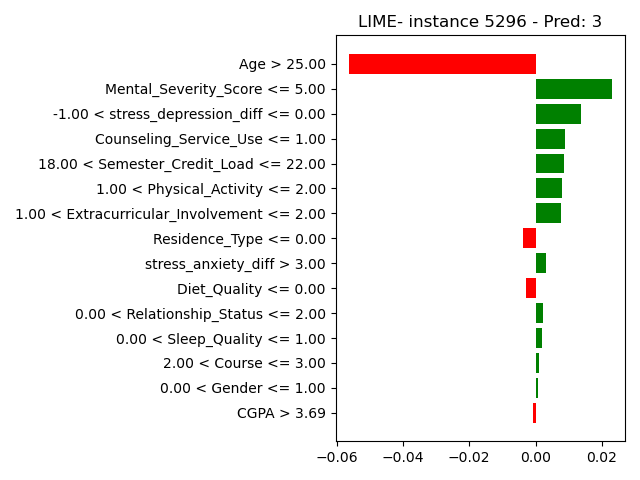 LIME- instance 5296 - Pred: 3
Age > 25.00
Mental_Severity_Score <= 5.00
-1.00 < stress_depression_diff <= 0.00
Counseling_Service_Use <= 1.00
18.00 < Semester_Credit_Load <= 22.00
1.00 < Physical_Activity <= 2.00
1.00 < Extracurricular_Involvement <= 2.00
Residence_Type <= 0.00
stress_anxiety_diff > 3.00
Diet_Quality <= 0.00
0.00 < Relationship_Status <= 2.00
0.00 < Sleep_Quality <= 1.00
2.00 < Course <= 3.00
0.00 < Gender <= 1.00
CGPA > 3.69
−0.06 −0.04 −0.02 0.00 0.02